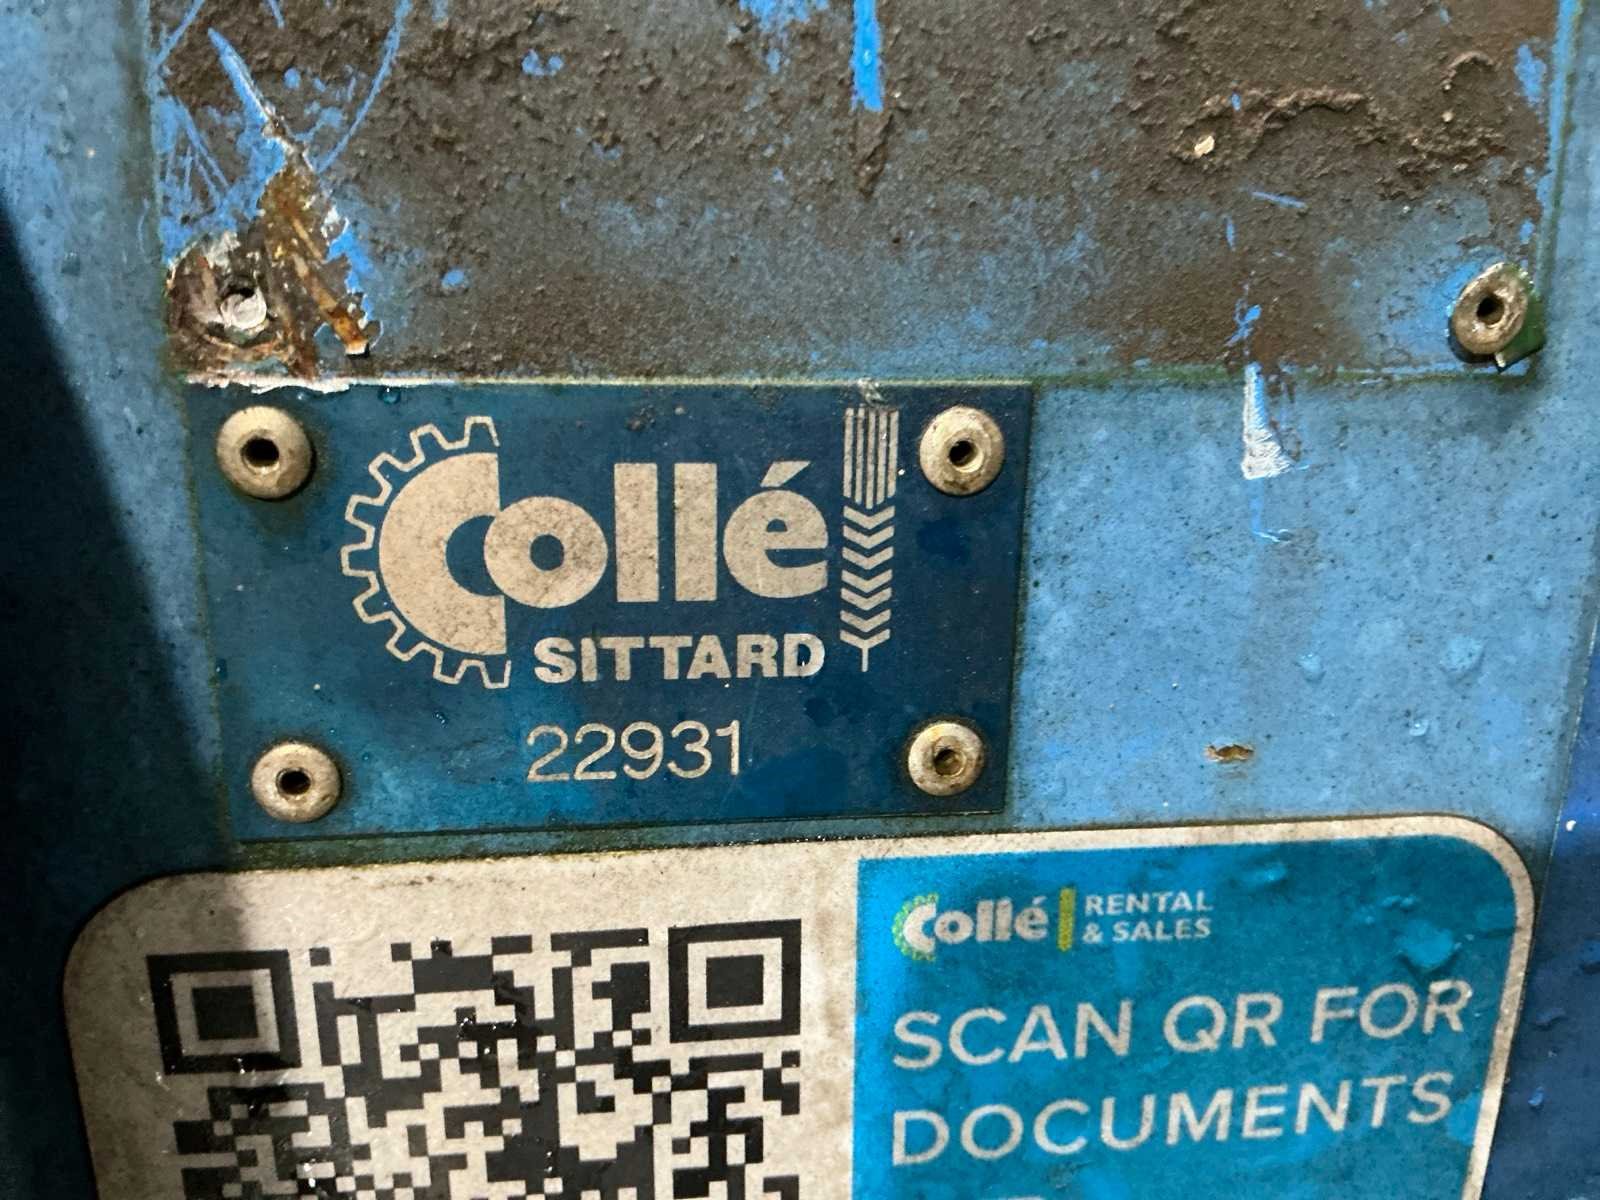 Collé
SITTARD
22931
Collé RENTAL
& SALES
SCAN QR FOR
DOCUMENTS